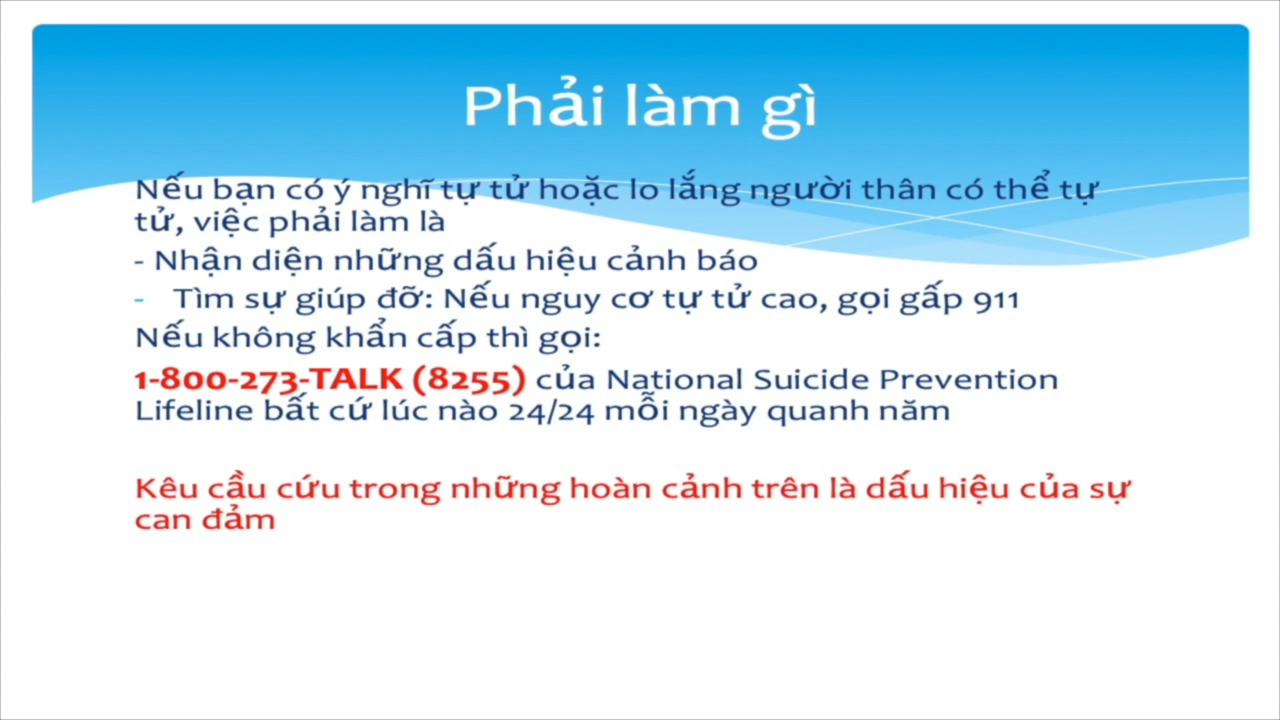 Phải làm gì
Nếu bạn có ý nghĩ tự tử hoặc lo lắng người thân có thể tự
tử, việc phải làm là
- Nhận diện những dấu hiệu cảnh báo
- Tìm sự giúp đỡ: Nếu nguy cơ tự tử cao, gọi gấp 911
Nếu không khẩn cấp thì gọi:
1-800-273-TALK (8255) của National Suicide Prevention
Lifeline bất cứ lúc nào 24/24 mỗi ngày quanh năm
Kêu cầu cứu trong những hoàn cảnh trên là dấu hiệu của sự
can đảm